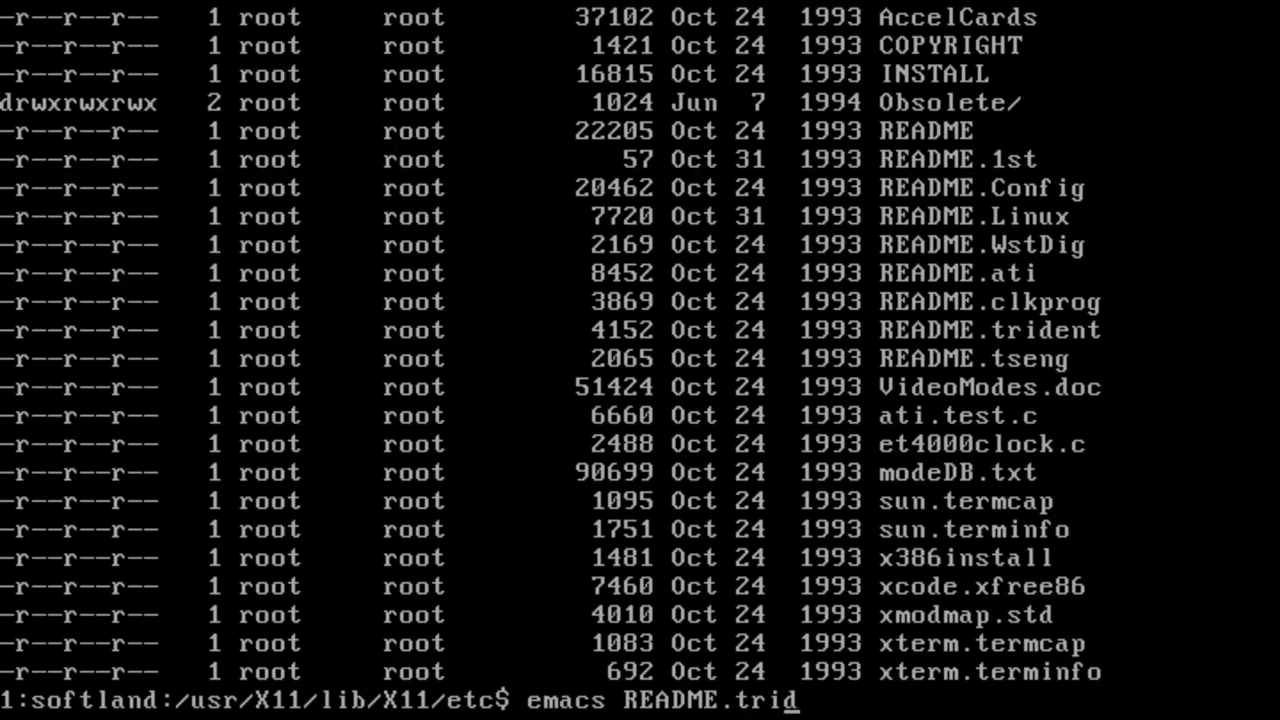 -r--r--r--   1 root     root        37102 Oct 24  1993 AccelCards
-r--r--r--   1 root     root         1421 Oct 24  1993 COPYRIGHT
-r--r--r--   1 root     root        16815 Oct 24  1993 INSTALL
drwxrwxrwx   2 root     root         1024 Jun  7  1994 Obsolete/
-r--r--r--   1 root     root        22205 Oct 24  1993 README
-r--r--r--   1 root     root           57 Oct 31  1993 README.1st
-r--r--r--   1 root     root        20462 Oct 24  1993 README.Config
-r--r--r--   1 root     root         7720 Oct 31  1993 README.Linux
-r--r--r--   1 root     root         2169 Oct 24  1993 README.WstDig
-r--r--r--   1 root     root         8452 Oct 24  1993 README.ati
-r--r--r--   1 root     root         3869 Oct 24  1993 README.clkprog
-r--r--r--   1 root     root         4152 Oct 24  1993 README.trident
-r--r--r--   1 root     root         2065 Oct 24  1993 README.tseng
-r--r--r--   1 root     root        51424 Oct 24  1993 VideoModes.doc
-r--r--r--   1 root     root         6660 Oct 24  1993 ati.test.c
-r--r--r--   1 root     root         2488 Oct 24  1993 et4000clock.c
-r--r--r--   1 root     root        90699 Oct 24  1993 modeDB.txt
-r--r--r--   1 root     root         1095 Oct 24  1993 sun.termcap
-r--r--r--   1 root     root         1751 Oct 24  1993 sun.terminfo
-r--r--r--   1 root     root         1481 Oct 24  1993 x386install
-r--r--r--   1 root     root         7460 Oct 24  1993 xcode.xfree86
-r--r--r--   1 root     root         4010 Oct 24  1993 xmodmap.std
-r--r--r--   1 root     root         1083 Oct 24  1993 xterm.termcap
-r--r--r--   1 root     root          692 Oct 24  1993 xterm.terminfo
1:softland:/usr/X11/lib/X11/etc$ emacs README.trid